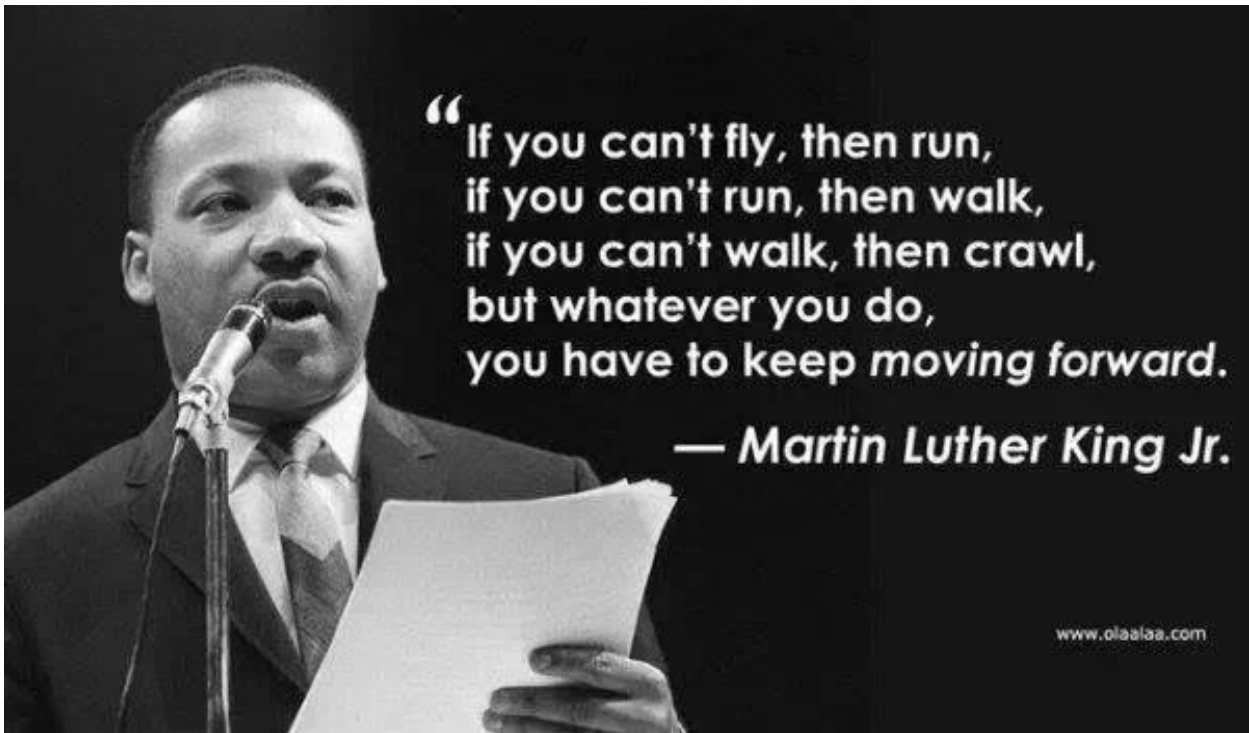 “If you can't fly, then run,
if you can't run, then walk,
if you can't walk, then crawl,
but whatever you do,
you have to keep moving forward.
— Martin Luther King Jr.
www.olaalaa.com